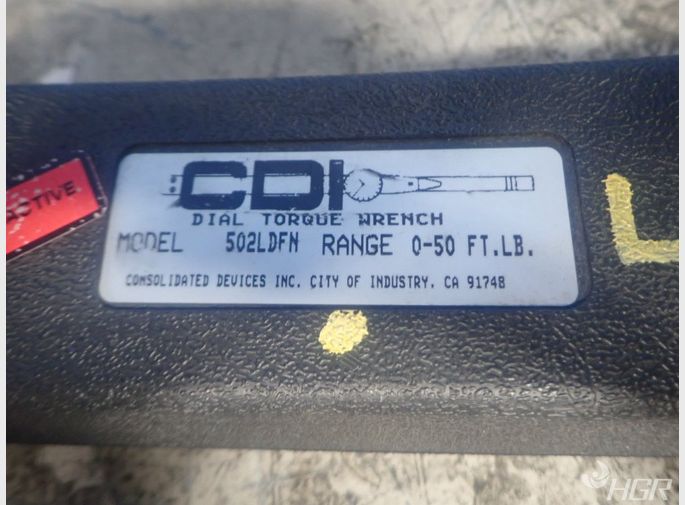 CDI
DIAL TORQUE WRENCH
MODEL 502LDFN RANGE 0-50 FT.LB.
CONSOLIDATED DEVICES INC. CITY OF INDUSTRY, CA 91748
ACTIVE
L
HGR